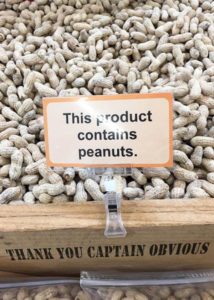 This product
contains
peanuts.
THANK YOU CAPTAIN OBVIOUS